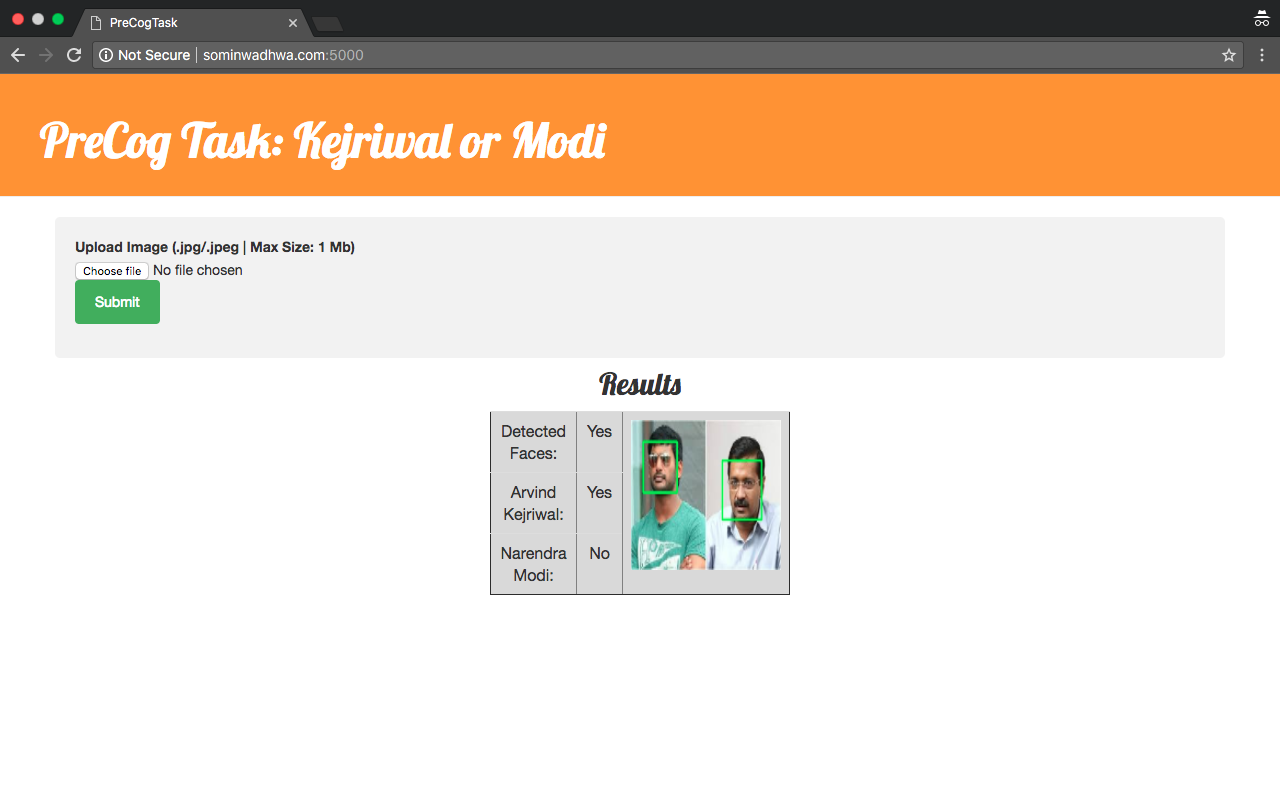 PreCogTask
Not Secure | sominwadhwa.com:5000
PreCog Task: Kejriwal or Modi
Upload Image (.jpg/.jpeg | Max Size: 1 Mb)
Choose file No file chosen
Submit
Results
Detected Yes
Faces:
Arvind Yes
Kejriwal:
Narendra No
Modi: